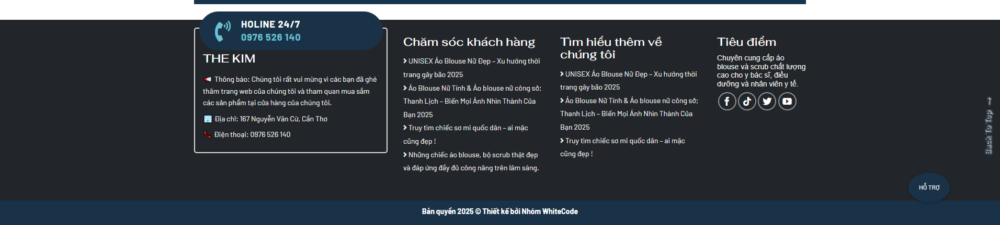 HOLINE 24/7
0976 526 140
THE KIM
Thông báo: Chúng tôi rất vui mừng vì các bạn đã ghé
thăm trang web của chúng tôi và tham quan mua sắm
các sản phẩm tại cửa hàng của chúng tôi.
Địa chỉ: 167 Nguyễn Văn Cừ, Cần Thơ
Điện thoại: 0976 526 140
Chăm sóc khách hàng
UNISEX Áo Blouse Nữ Đẹp – Xu hướng thời
trang gây bão 2025
Áo Blouse Nữ Tính & Áo blouse nữ công sở;
Thanh Lịch – Biến Mọi Ánh Nhìn Thành Của
Bạn 2025
Truy tìm chiếc sơ mi quốc dân – ai mặc
cũng đẹp !
Những chiếc áo blouse, bộ scrub thật đẹp
và đáp ứng đầy đủ công năng trên lâm sàng.
Tìm hiểu thêm về
chúng tôi
UNISEX Áo Blouse Nữ Đẹp – Xu hướng thời
trang gây bão 2025
Áo Blouse Nữ Tính & Áo blouse nữ công sở;
Thanh Lịch – Biến Mọi Ánh Nhìn Thành Của
Bạn 2025
Truy tìm chiếc sơ mi quốc dân – ai mặc
cũng đẹp !
Tiêu điểm
Chuyên cung cấp áo
blouse và scrub chất lượng
cao cho y bác sĩ, điều
dưỡng và nhân viên y tế.
Back To Top →
HỖ TRỢ
Bản quyền 2025 © Thiết kế bởi Nhóm WhiteCode